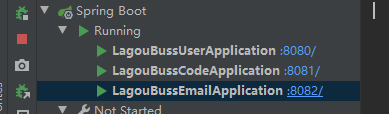 Spring Boot
Running
LagouBussUserApplication :8080/
LagouBussCodeApplication :8081/
LagouBussEmailApplication :8082/
Not Started